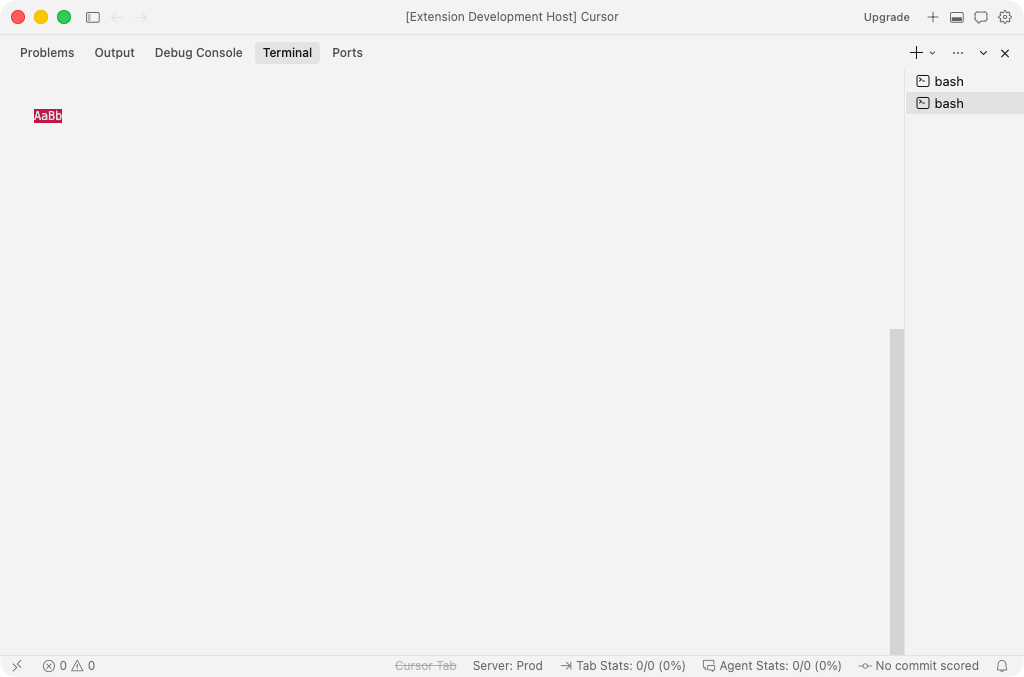 [Extension Development Host] Cursor
Upgrade
Problems Output Debug Console Terminal Ports
bash
bash
AaBb
0 0
Cursor Tab Server: Prod Tab Stats: 0/0 (0%) Agent Stats: 0/0 (0%) No commit scored